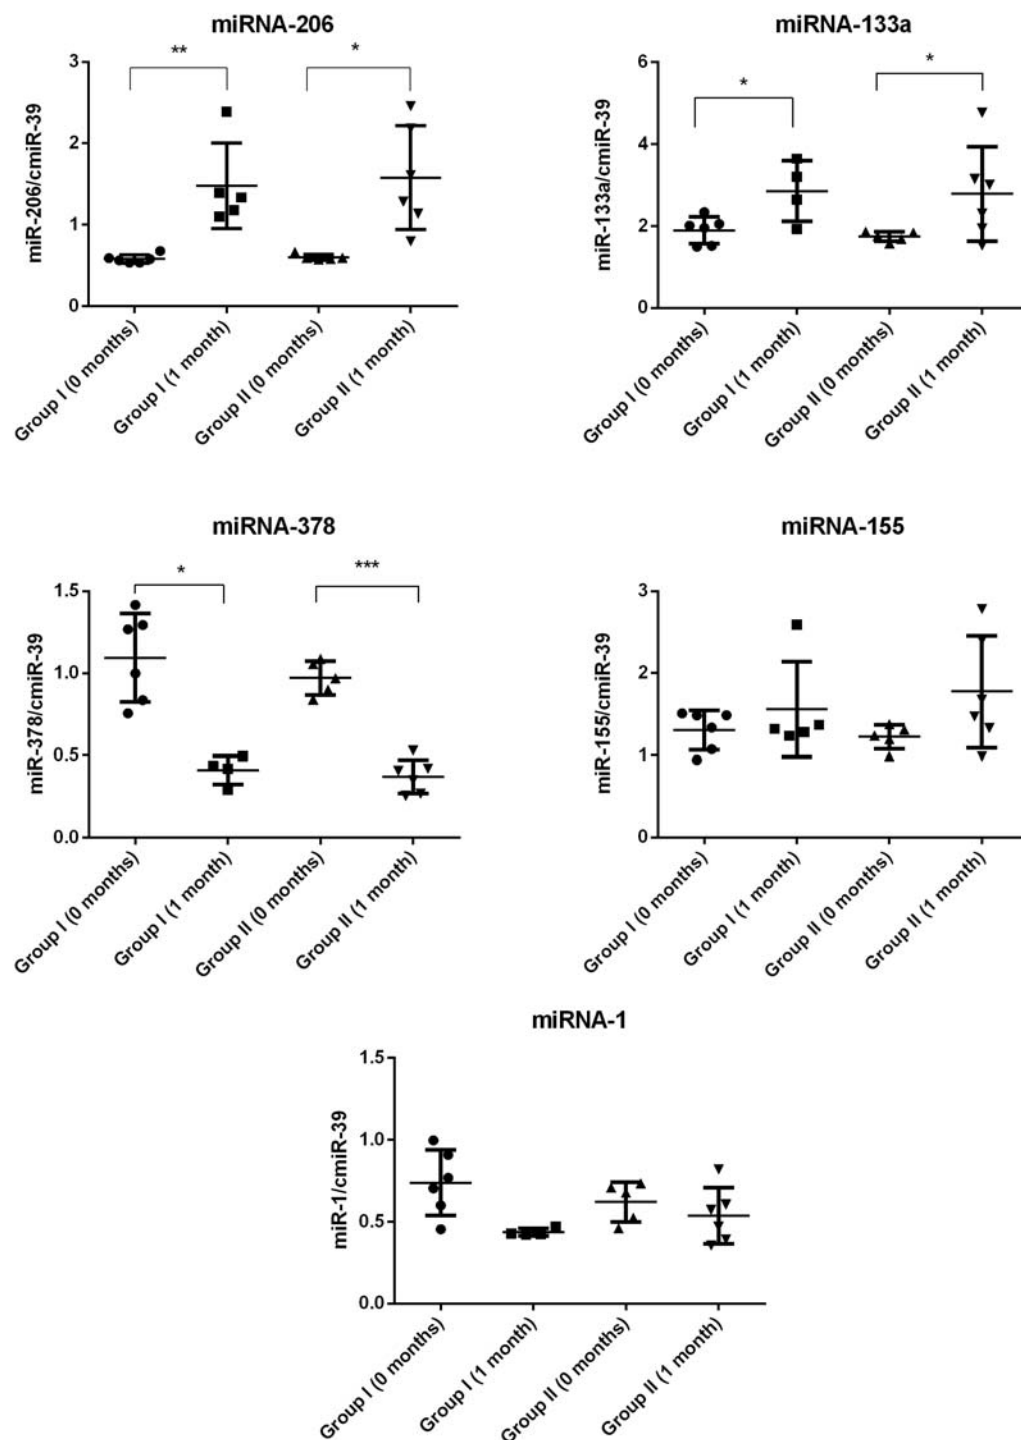 miRNA-206
**
*
miR-206/cmiR-39
3
2
1
0
Group I (0 months)
Group I (1 month)
Group II (0 months)
Group II (1 month)
miRNA-133a
*
*
miR-133a/cmiR-39
6
4
2
0
Group I (0 months)
Group I (1 month)
Group II (0 months)
Group II (1 month)
miRNA-378
*
***
miR-378/cmiR-39
1.5
1.0
0.5
0.0
Group I (0 months)
Group I (1 month)
Group II (0 months)
Group II (1 month)
miRNA-155
miR-155/cmiR-39
3
2
1
0
Group I (0 months)
Group I (1 month)
Group II (0 months)
Group II (1 month)
miRNA-1
miR-1/cmiR-39
1.5
1.0
0.5
0.0
Group I (0 months)
Group I (1 month)
Group II (0 months)
Group II (1 month)